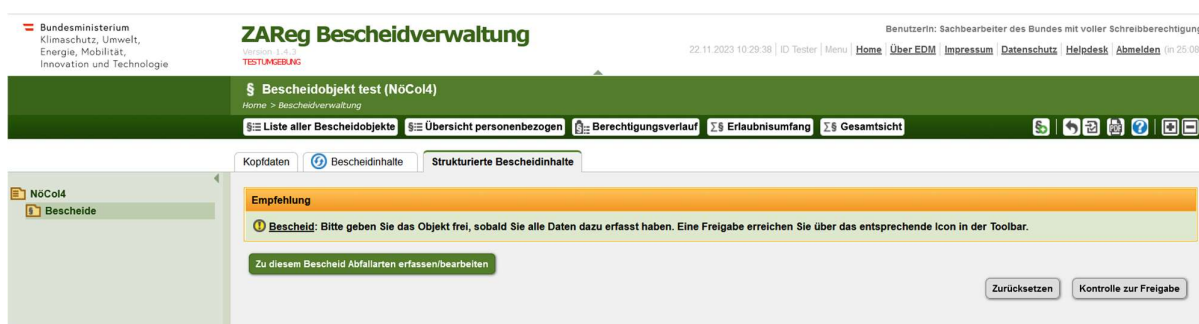 Bundesministerium
Klimaschutz, Umwelt,
Energie, Mobilität,
Innovation und Technologie
ZAReg Bescheidverwaltung
Version 1.4.3
TESTUMGEBUNG
BenutzerIn: Sachbearbeiter des Bundes mit voller Schreibberechtigung
22.11.2023 10:29:38 | ID Tester | Menu | Home | Über EDM | Impressum | Datenschutz | Helpdesk | Abmelden (in 25:08
§ Bescheidobjekt test (NöCol4)
Home > Bescheidverwaltung
Liste aller Bescheidobjekte Übersicht personenbezogen Berechtigungsverlauf Σ§ Erlaubnisumfang Σ§ Gesamtsicht
Kopfdaten Bescheidinhalte Strukturierte Bescheidinhalte
NöCol4
Bescheide
Empfehlung
Bescheid: Bitte geben Sie das Objekt frei, sobald Sie alle Daten dazu erfasst haben. Eine Freigabe erreichen Sie über das entsprechende Icon in der Toolbar.
Zu diesem Bescheid Abfallarten erfassen/bearbeiten
Zurücksetzen Kontrolle zur Freigabe